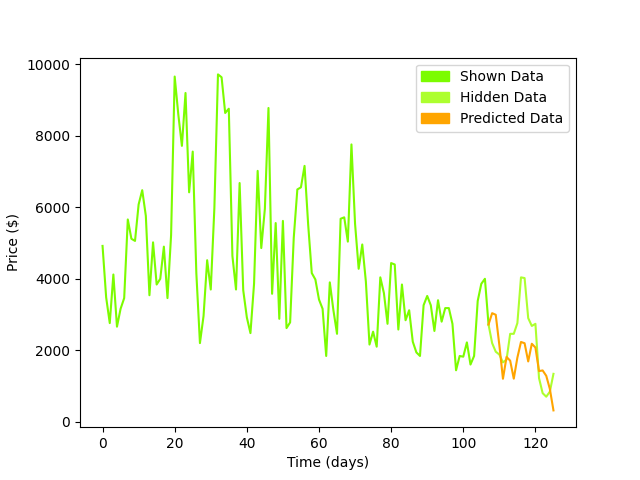 Shown Data
Hidden Data
Predicted Data
10000
8000
6000
4000
2000
0
Price ($)
0 20 40 60 80 100 120
Time (days)